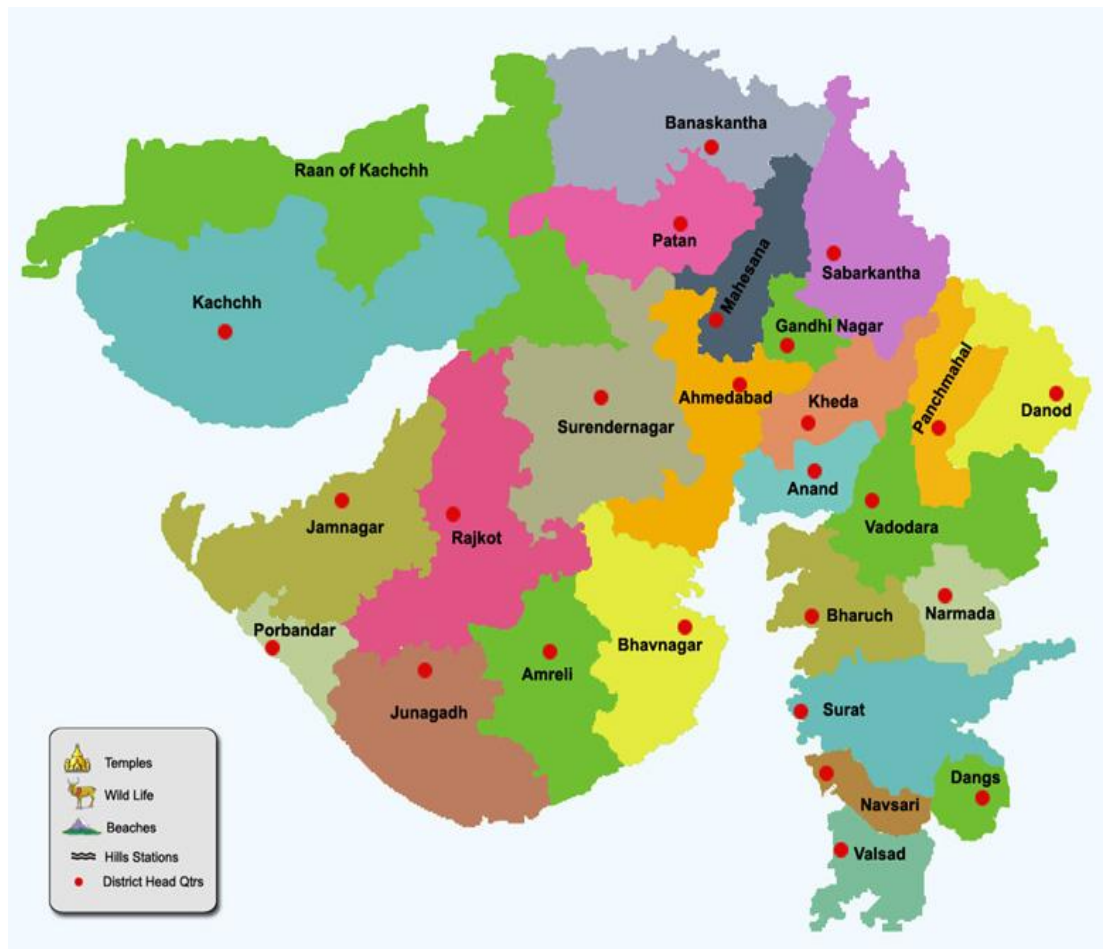 Banaskantha
Raan of Kachchh
Patan
Mahesana
Sabarkantha
Kachchh
Gandhi Nagar
Panchmahal
Ahmedabad
Kheda
Danod
Surendernagar
Anand
Jamnagar
Rajkot
Vadodara
Porbandar
Bharuch
Narmada
Bhavnagar
Amreli
Junagadh
Surat
Dangs
Navsari
Valsad
Temples
Wild Life
Beaches
Hills Stations
District Head Qtrs